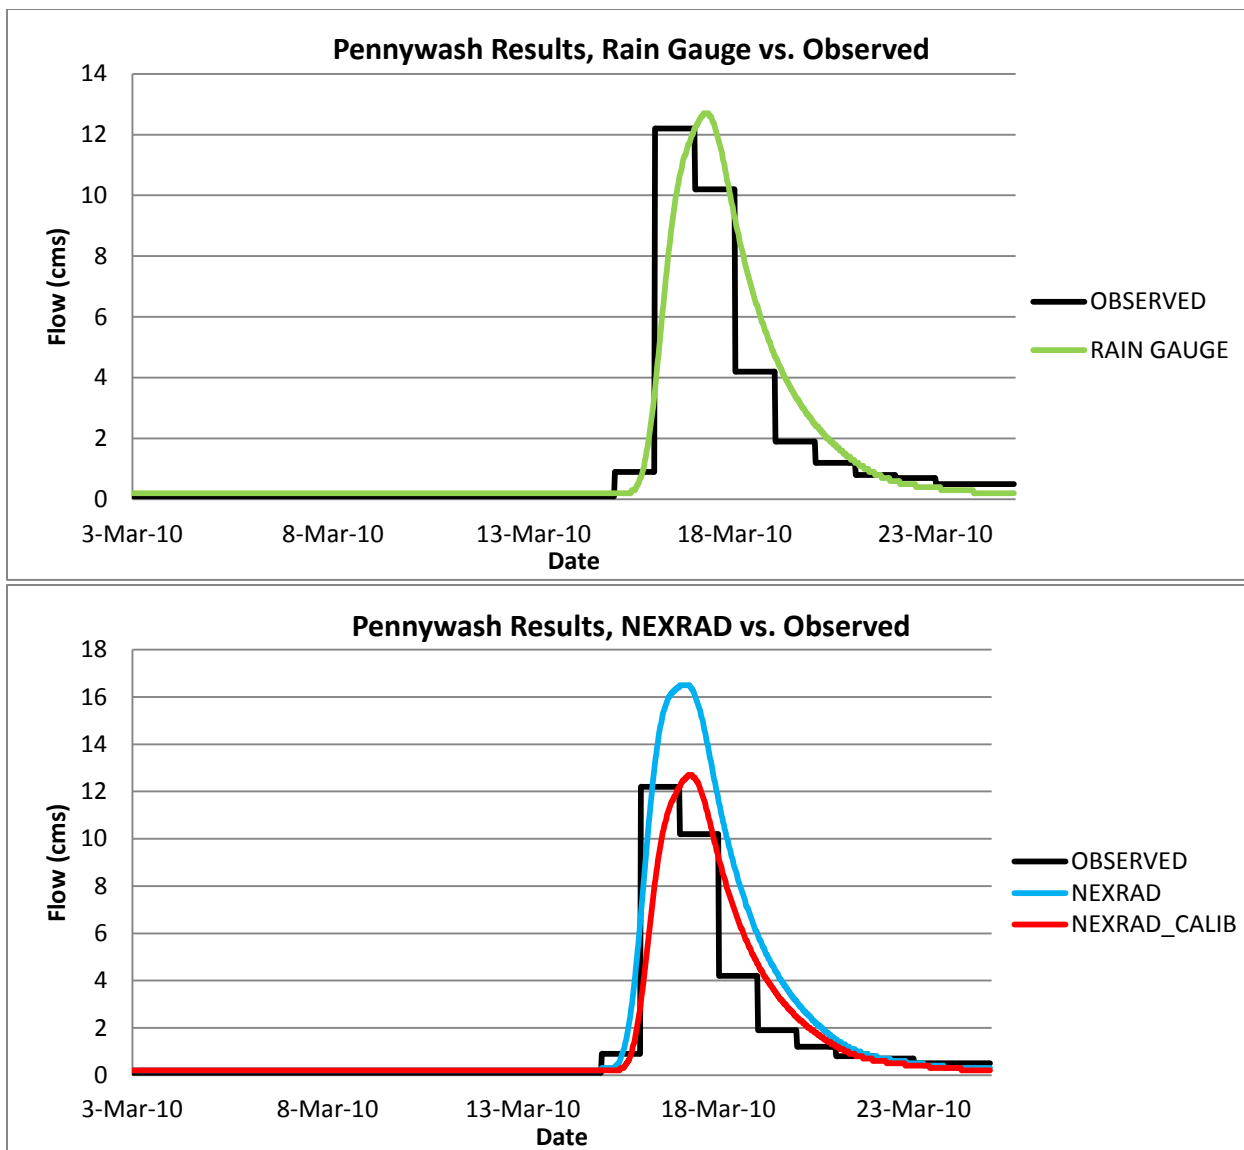 Pennywash Results, Rain Gauge vs. Observed
14
12
10
8
6
4
2
0
Flow (cms)
3-Mar-10 8-Mar-10 13-Mar-10 18-Mar-10 23-Mar-10
Date
OBSERVED
RAIN GAUGE
Pennywash Results, NEXRAD vs. Observed
18
16
14
12
10
8
6
4
2
0
Flow (cms)
3-Mar-10 8-Mar-10 13-Mar-10 18-Mar-10 23-Mar-10
Date
OBSERVED
NEXRAD
NEXRAD_CALIB